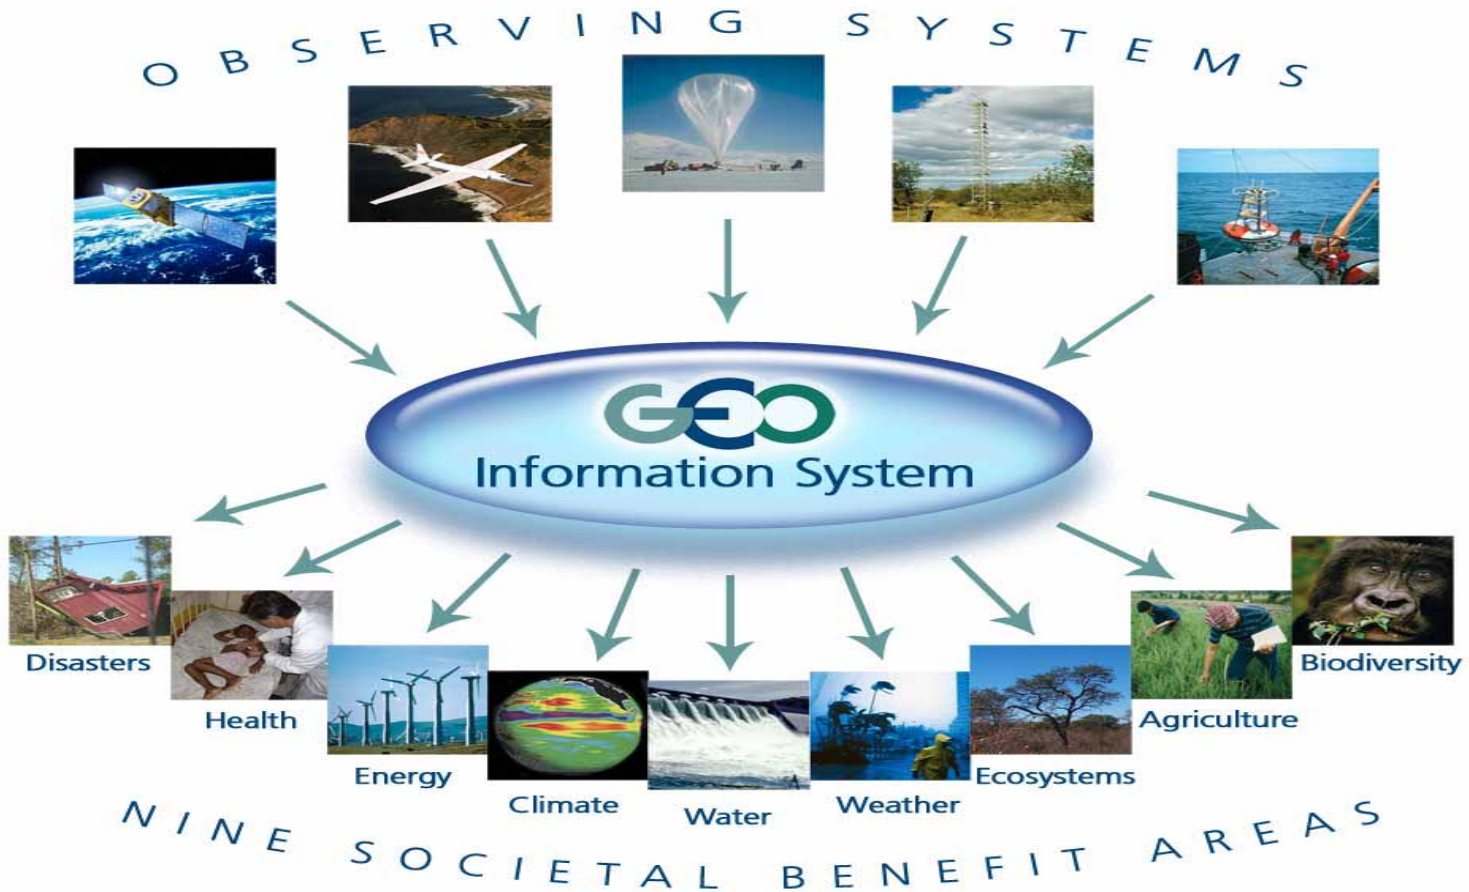 OBSERVING SYSTEMS
GEO
Information System
Disasters
Health
Energy
Climate
Water
Weather
Ecosystems
Agriculture
Biodiversity
NINE SOCIETAL BENEFIT AREAS